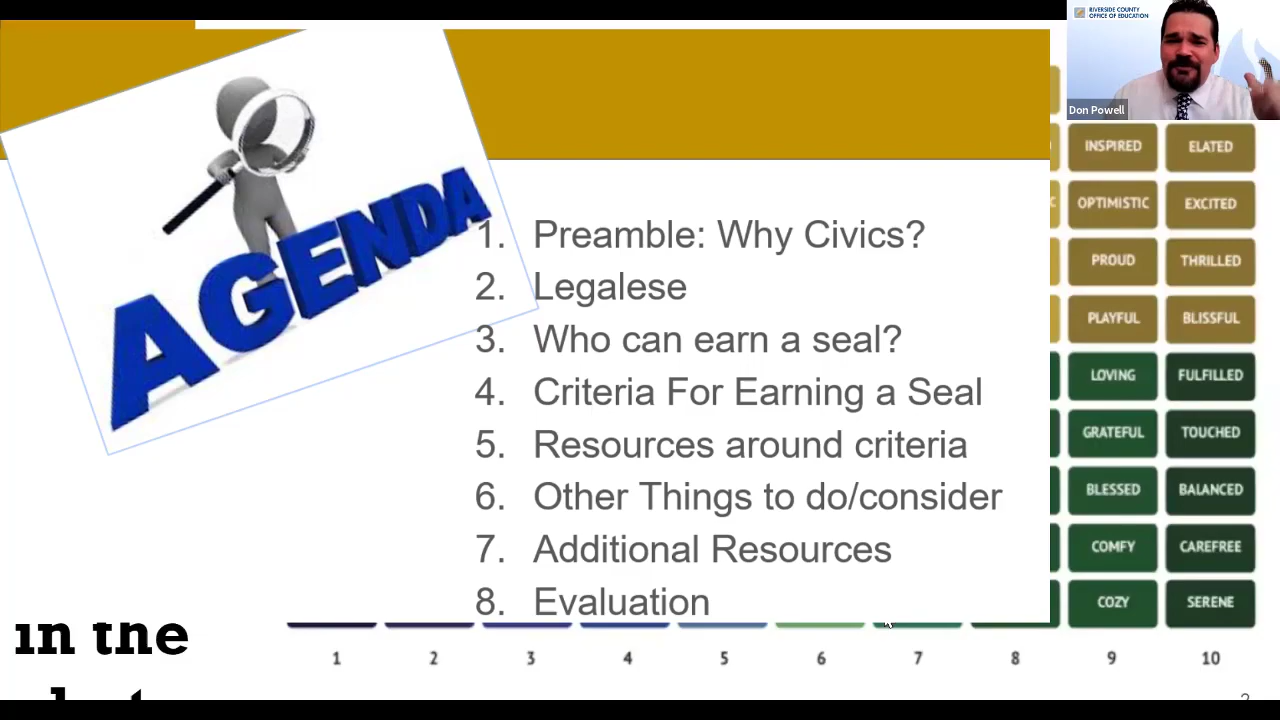 RIVERSIDE COUNTY
OFFICE OF EDUCATION
Don Powell
AGENDA
1. Preamble: Why Civics?
2. Legalese
3. Who can earn a seal?
4. Criteria For Earning a Seal
5. Resources around criteria
6. Other Things to do/consider
7. Additional Resources
8. Evaluation
INSPIRED ELATED
OPTIMISTIC EXCITED
PROUD THRILLED
PLAYFUL BLISSFUL
LOVING FULFILLED
GRATEFUL TOUCHED
BLESSED BALANCED
COMFY CAREFREE
COZY SERENE
in the
1 2 3 4 5 6 7 8 9 10